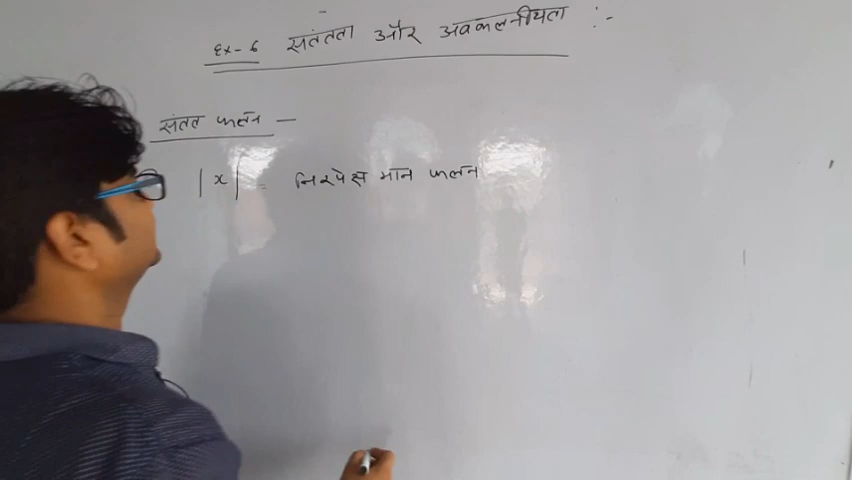 Ex- 6 संततता और अवकलनीयता :-
संतत फलन -
|x| = निरपेक्ष मान फलन